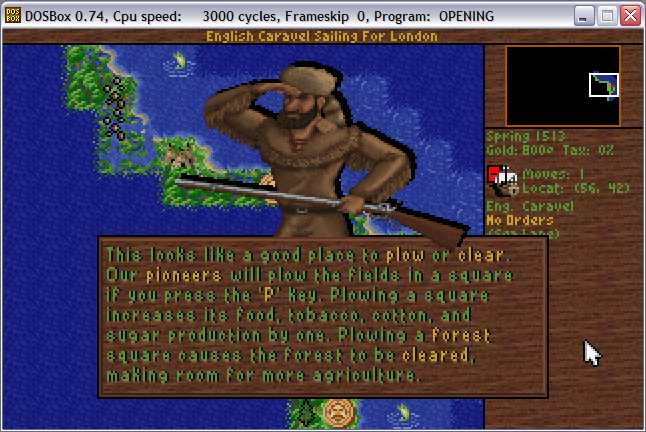 DOSBox 0.74, Cpu speed: 3000 cycles, Frameskip 0, Program: OPENING
English Caravel Sailing For London
Spring 1513
Gold: 800¢ Tax: 0%
Moves: 1
Locat: (56, 42)
Eng. Caravel
No Orders
(Sea Lane)
This looks like a good place to plow or clear.
Our pioneers will plow the fields in a square
if you press the 'P' key. Plowing a square
increases its food, tobacco, cotton, and
sugar production by one. Plowing a forest
square causes the forest to be cleared,
making room for more agriculture.